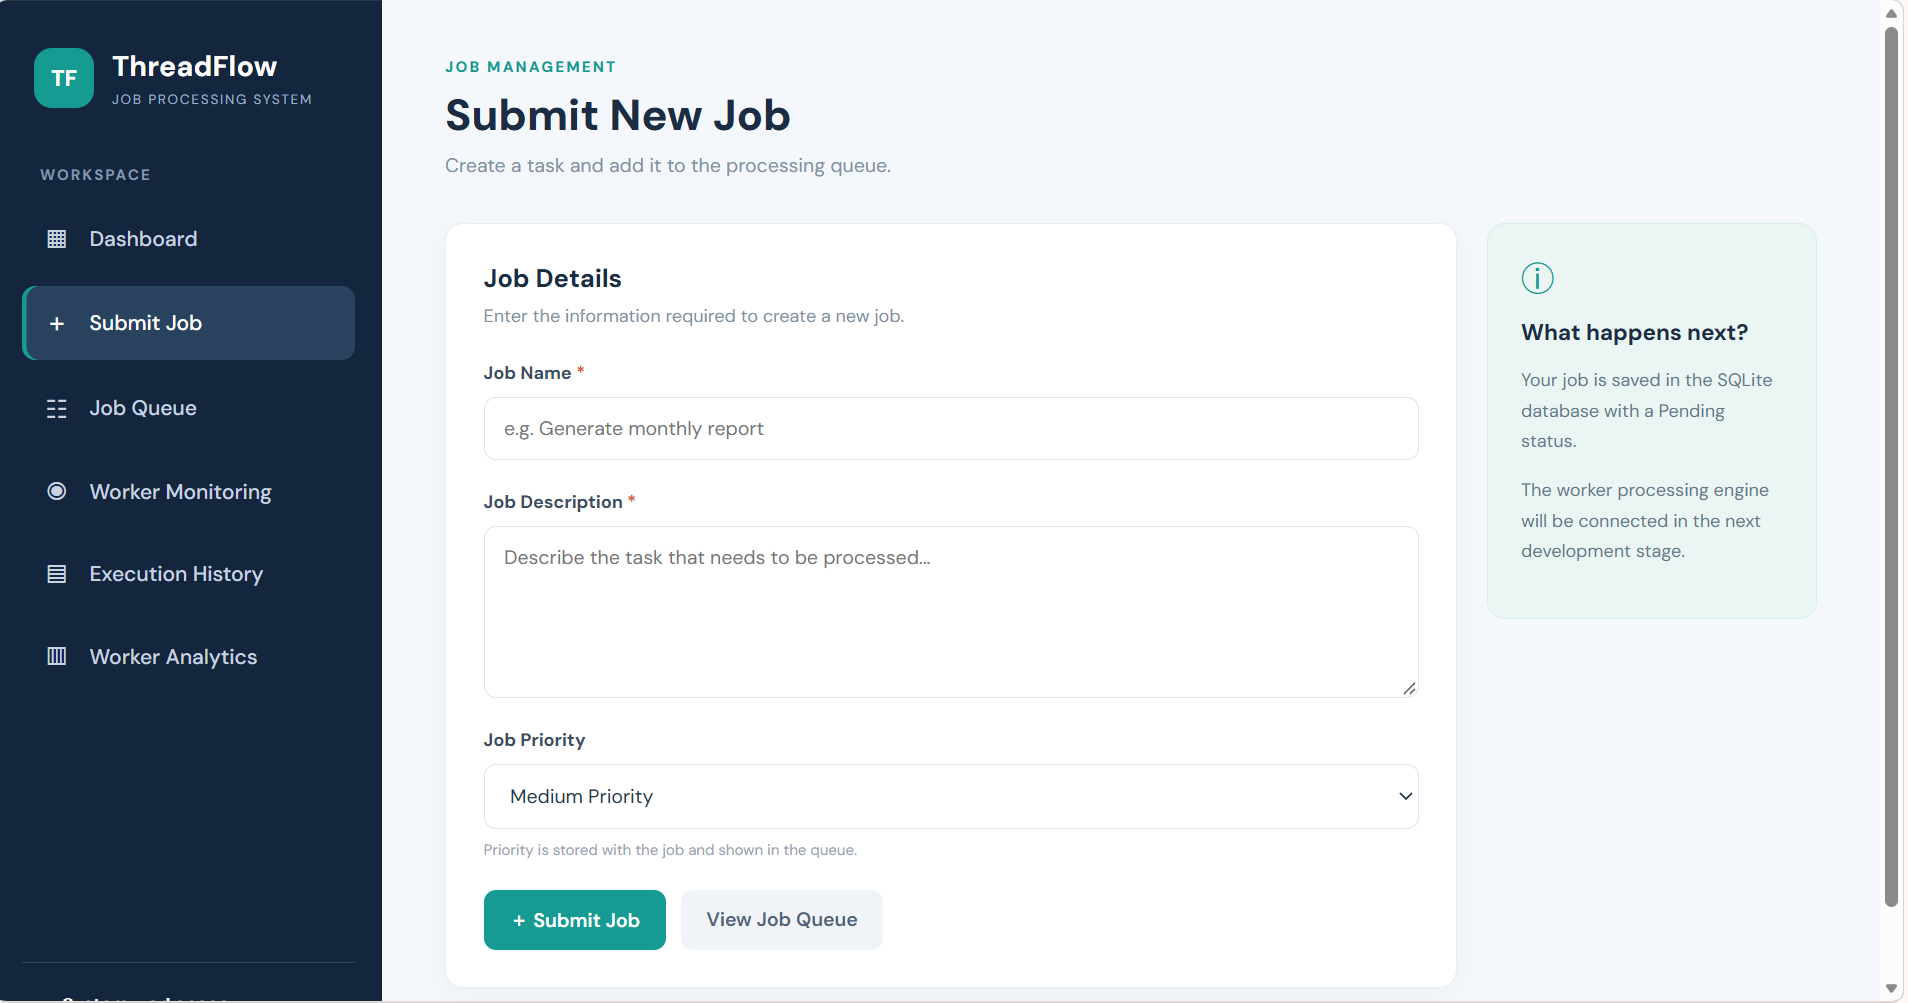 TF
ThreadFlow
JOB PROCESSING SYSTEM
WORKSPACE
Dashboard
+ Submit Job
Job Queue
Worker Monitoring
Execution History
Worker Analytics
JOB MANAGEMENT
Submit New Job
Create a task and add it to the processing queue.
Job Details
Enter the information required to create a new job.
Job Name *
e.g. Generate monthly report
Job Description *
Describe the task that needs to be processed...
Job Priority
Medium Priority
Priority is stored with the job and shown in the queue.
+ Submit Job
View Job Queue
What happens next?
Your job is saved in the SQLite
database with a Pending
status.
The worker processing engine
will be connected in the next
development stage.